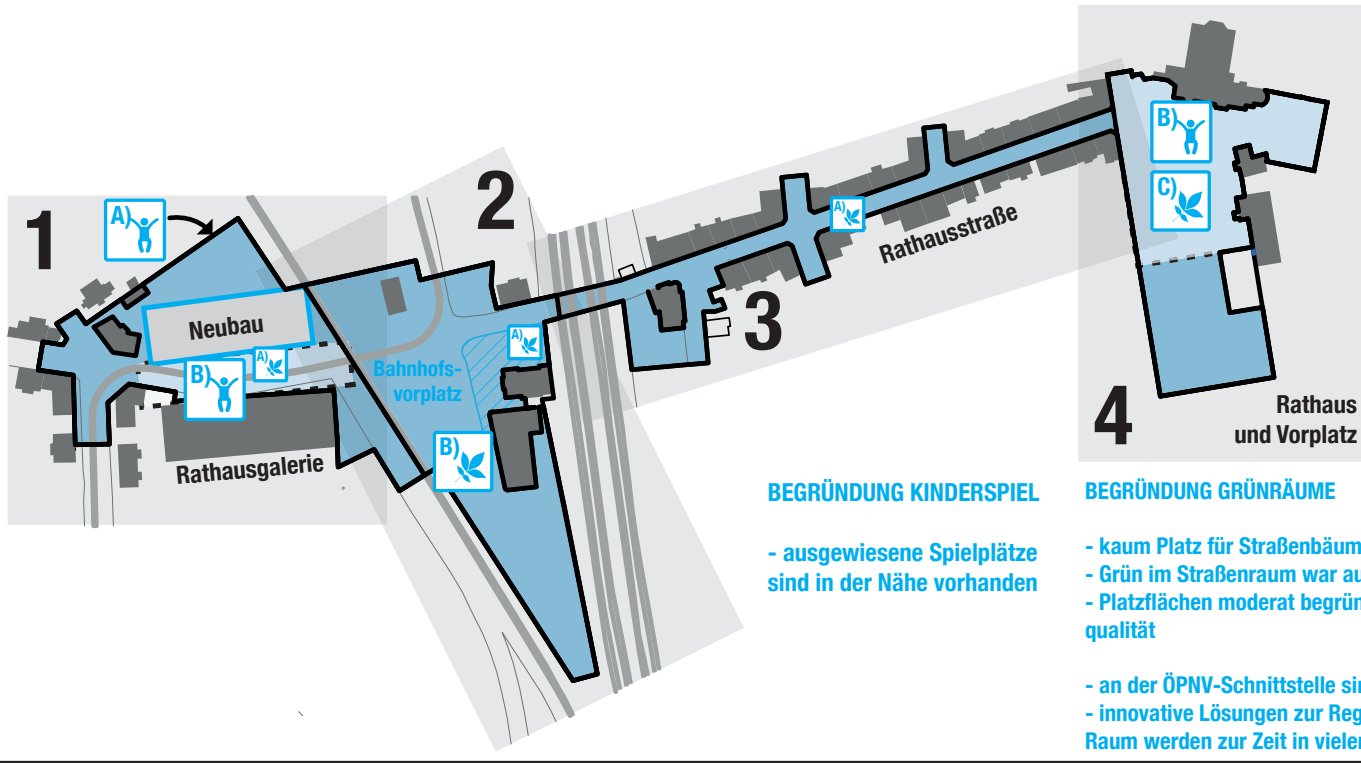 1
A)
Neubau
B)
A)
Rathausgalerie
2
Bahnhofs-
vorplatz
A)
B)
3
A)
Rathausstraße
4
B)
C)
Rathaus
und Vorplatz
BEGRÜNDUNG KINDERSPIEL
- ausgewiesene Spielplätze
sind in der Nähe vorhanden
BEGRÜNDUNG GRÜNRÄUME
- kaum Platz für Straßenbäum
- Grün im Straßenraum war au
- Platzflächen moderat begrün
qualität
- an der ÖPNV-Schnittstelle sin
- innovative Lösungen zur Reg
Raum werden zur Zeit in vielen